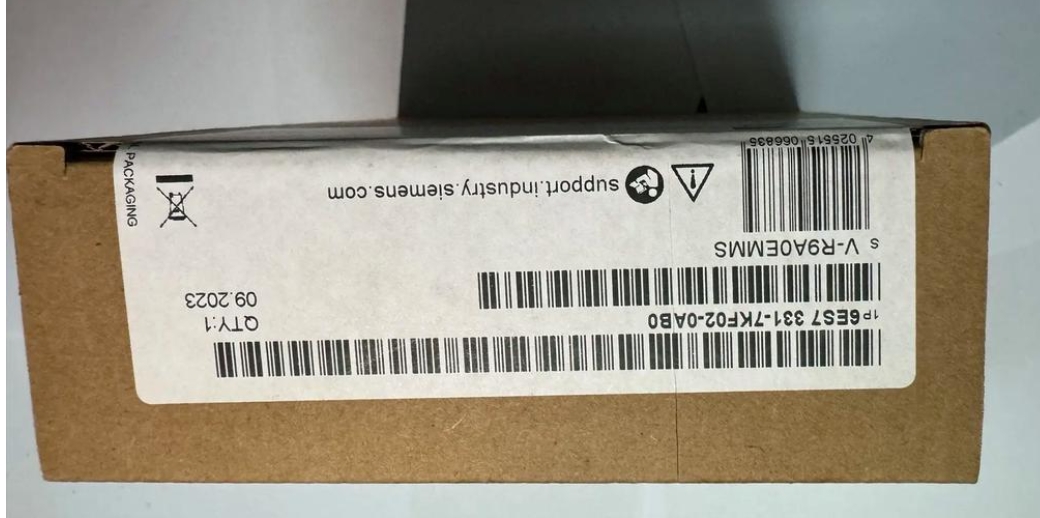 1P 6ES7 331-7KF02-0AB0
QTY:1
09.2023
S V-R9A0EMMS
4 025515 066835
support.industry.siemens.com
PACKAGING